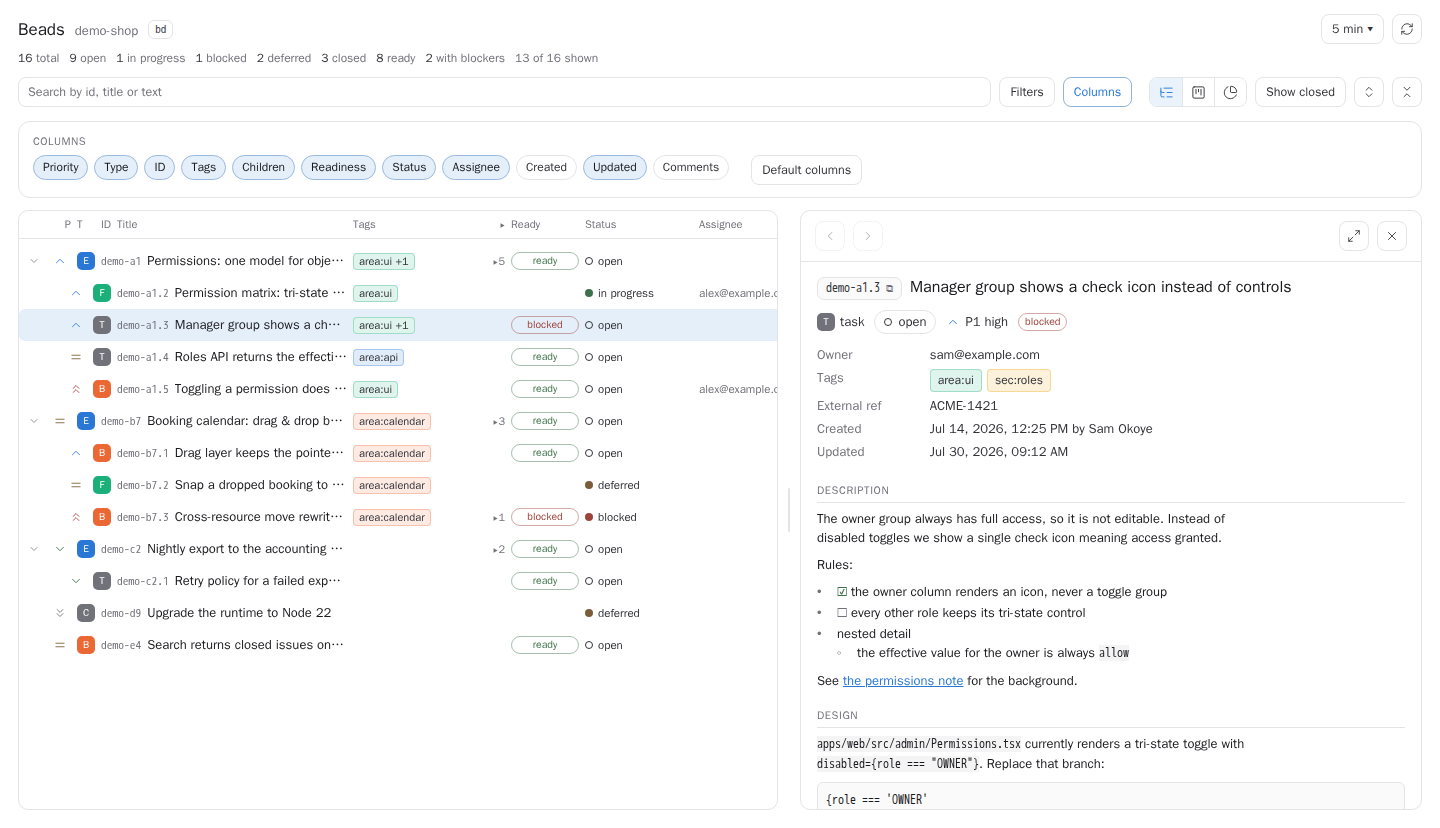 Beads demo-shop bd 5 min ▾
16 total 9 open 1 in progress 1 blocked 2 deferred 3 closed 8 ready 2 with blockers 13 of 16 shown
Search by id, title or text Filters Columns Show closed
COLUMNS
Priority Type ID Tags Children Readiness Status Assignee Created Updated Comments Default columns
P T ID Title Tags ▸ Ready Status Assignee
E demo-a1 Permissions: one model for obje… area:ui +1 ▸5 ready open
F demo-a1.2 Permission matrix: tri-state … area:ui in progress alex@example.c
T demo-a1.3 Manager group shows a ch… area:ui +1 blocked open
T demo-a1.4 Roles API returns the effecti… area:api ready open
B demo-a1.5 Toggling a permission does … area:ui ready open alex@example.c
E demo-b7 Booking calendar: drag & drop b… area:calendar ▸3 ready open
B demo-b7.1 Drag layer keeps the pointe… area:calendar ready open
F demo-b7.2 Snap a dropped booking to … area:calendar deferred
B demo-b7.3 Cross-resource move rewrit… area:calendar ▸1 blocked blocked
E demo-c2 Nightly export to the accounting … ▸2 ready open
T demo-c2.1 Retry policy for a failed exp… ready open
C demo-d9 Upgrade the runtime to Node 22 deferred
B demo-e4 Search returns closed issues on… ready open
demo-a1.3 Manager group shows a check icon instead of controls
T task open P1 high blocked
Owner sam@example.com
Tags area:ui sec:roles
External ref ACME-1421
Created Jul 14, 2026, 12:25 PM by Sam Okoye
Updated Jul 30, 2026, 09:12 AM
DESCRIPTION
The owner group always has full access, so it is not editable. Instead of
disabled toggles we show a single check icon meaning access granted.
Rules:
• ☑ the owner column renders an icon, never a toggle group
• ☐ every other role keeps its tri-state control
• nested detail
◦ the effective value for the owner is always allow
See the permissions note for the background.
DESIGN
apps/web/src/admin/Permissions.tsx currently renders a tri-state toggle with
disabled={role === "OWNER"}. Replace that branch:
{role === 'OWNER'